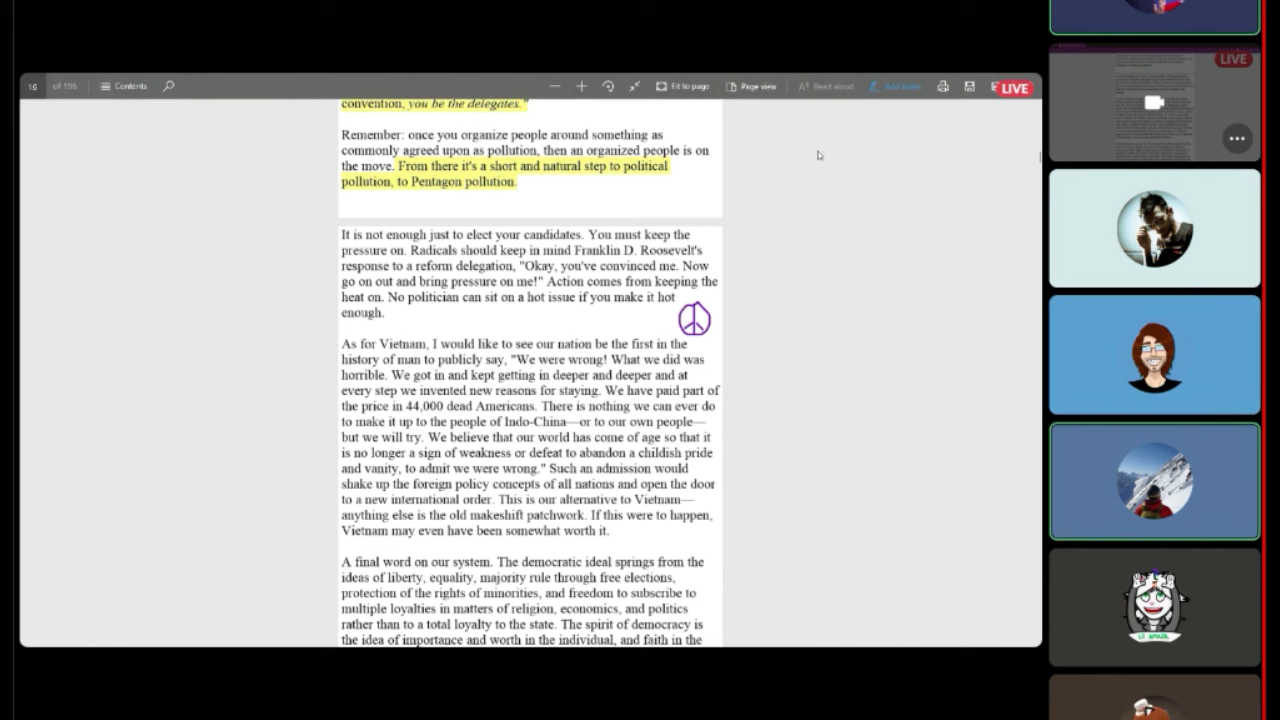 16 of 196 Contents Fit to page Page view Read aloud Add notes LIVE
LIVE
convention, you be the delegates."
Remember: once you organize people around something as
commonly agreed upon as pollution, then an organized people is on
the move. From there it's a short and natural step to political
pollution, to Pentagon pollution.
It is not enough just to elect your candidates. You must keep the
pressure on. Radicals should keep in mind Franklin D. Roosevelt's
response to a reform delegation, "Okay, you've convinced me. Now
go on out and bring pressure on me!" Action comes from keeping the
heat on. No politician can sit on a hot issue if you make it hot
enough.
As for Vietnam, I would like to see our nation be the first in the
history of man to publicly say, "We were wrong! What we did was
horrible. We got in and kept getting in deeper and deeper and at
every step we invented new reasons for staying. We have paid part of
the price in 44,000 dead Americans. There is nothing we can ever do
to make it up to the people of Indo-China—or to our own people—
but we will try. We believe that our world has come of age so that it
is no longer a sign of weakness or defeat to abandon a childish pride
and vanity, to admit we were wrong." Such an admission would
shake up the foreign policy concepts of all nations and open the door
to a new international order. This is our alternative to Vietnam—
anything else is the old makeshift patchwork. If this were to happen,
Vietnam may even have been somewhat worth it.
A final word on our system. The democratic ideal springs from the
ideas of liberty, equality, majority rule through free elections,
protection of the rights of minorities, and freedom to subscribe to
multiple loyalties in matters of religion, economics, and politics
rather than to a total loyalty to the state. The spirit of democracy is
the idea of importance and worth in the individual, and faith in the